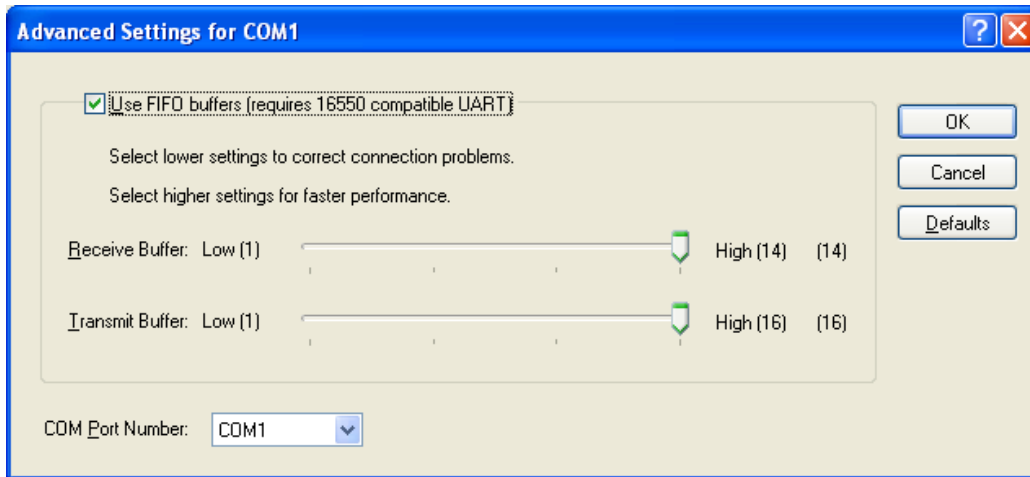 Advanced Settings for COM1
Use FIFO buffers (requires 16550 compatible UART)
OK
Select lower settings to correct connection problems.
Cancel
Select higher settings for faster performance.
Defaults
Receive Buffer: Low (1) High (14) (14)
Transmit Buffer: Low (1) High (16) (16)
COM Port Number: COM1